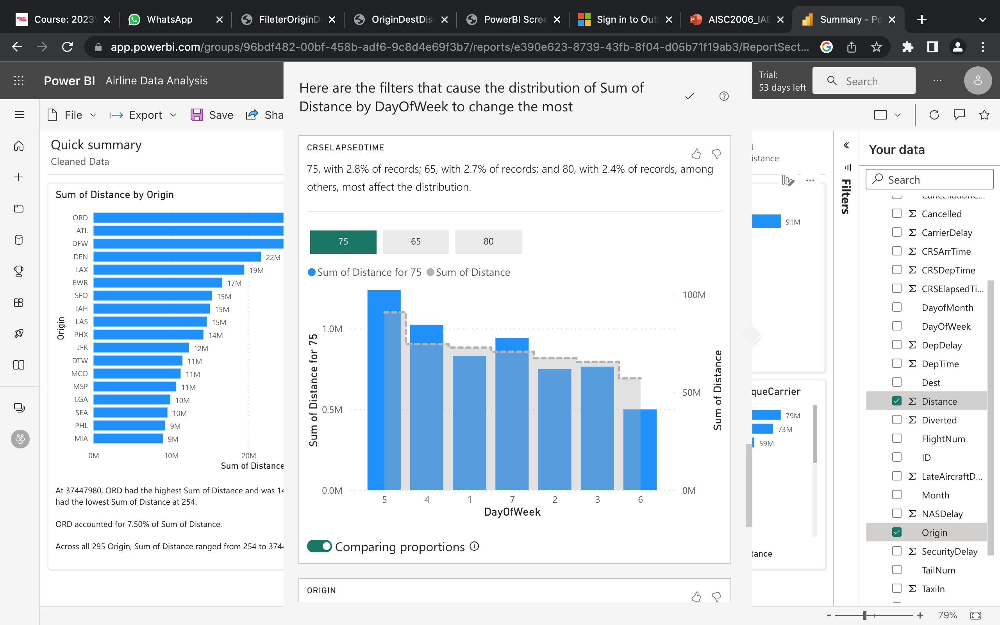 Course: 2023W
WhatsApp
FileterOriginDe
OriginDestDist
PowerBI Scree
Sign in to Outl
AISC2006_IAE
Summary - Po
app.powerbi.com/groups/96bdf482-00bf-458b-adf6-9c8d4e69f3b7/reports/e390e623-8739-43fb-8f04-d05b71f19ab3/ReportSect...
Power BI Airline Data Analysis
Trial:
53 days left
Search
File
Export
Save
Sha
Quick summary
Cleaned Data
Sum of Distance by Origin
Origin
ORD
ATL
DFW
DEN 22M
LAX 19M
EWR 17M
SFO 15M
IAH 15M
LAS 15M
PHX 14M
JFK 12M
DTW 11M
MCO 11M
MSP 11M
LGA 10M
SEA 10M
PHL 9M
MIA 9M
0M 10M 20M
Sum of Distance
At 37447980, ORD had the highest Sum of Distance and was 14
had the lowest Sum of Distance at 254.
ORD accounted for 7.50% of Sum of Distance.
Across all 295 Origin, Sum of Distance ranged from 254 to 3744
Here are the filters that cause the distribution of Sum of
Distance by DayOfWeek to change the most
CRSELAPSEDTIME
75, with 2.8% of records; 65, with 2.7% of records; and 80, with 2.4% of records, among
others, most affect the distribution.
75 65 80
Sum of Distance for 75 Sum of Distance
Sum of Distance for 75
1.0M
0.5M
0.0M
100M
50M
0M
Sum of Distance
5 4 1 7 2 3 6
DayOfWeek
Comparing proportions
ORIGIN
istance
91M
queCarrier
79M
73M
59M
tance
Filters
Your data
Search
Cancelled
CarrierDelay
CRSArrTime
CRSDepTime
CRSElapsedTi...
DayofMonth
DayOfWeek
DepDelay
DepTime
Dest
Distance
Diverted
FlightNum
ID
LateAircraftD...
Month
NASDelay
Origin
SecurityDelay
TailNum
TaxiIn
79%